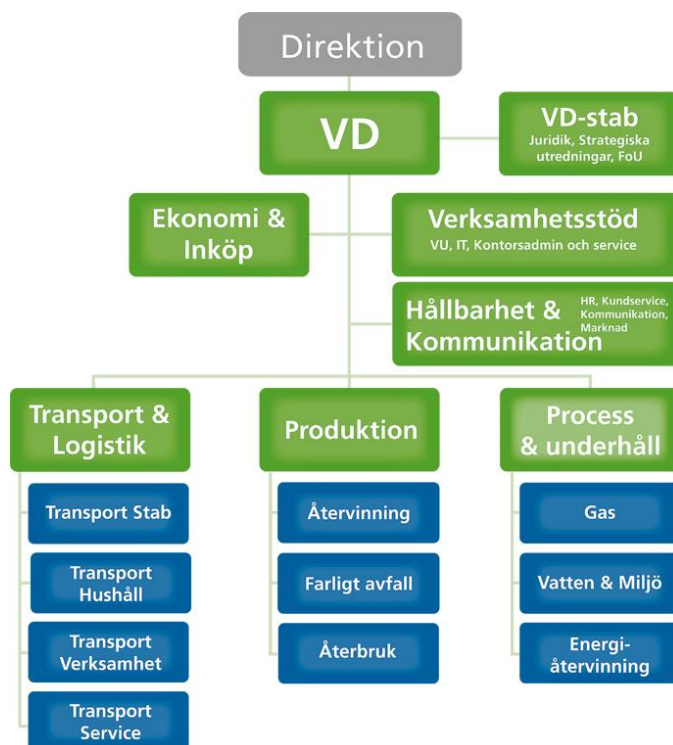 Direktion
VD
VD-stab
Juridik, Strategiska
utredningar, FoU
Ekonomi &
Inköp
Verksamhetsstöd
VU, IT, Kontorsadmin och service
Hållbarhet &
Kommunikation
HR, Kundservice,
Kommunikation,
Marknad
Transport &
Logistik
Transport Stab
Transport
Hushåll
Transport
Verksamhet
Transport
Service
Produktion
Återvinning
Farligt avfall
Återbruk
Process
& underhåll
Gas
Vatten & Miljö
Energi-
återvinning